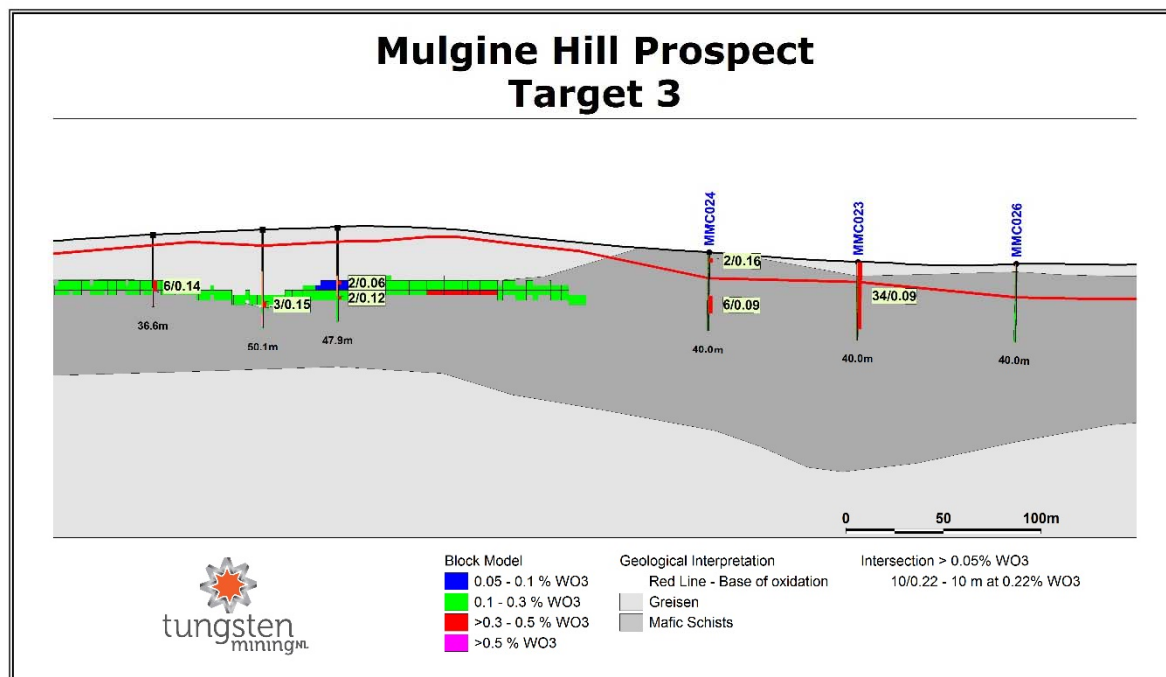 Mulgine Hill Prospect
Target 3
MMC024
MMC023
MMC026
6/0.14
3/0.15
2/0.06
2/0.12
2/0.16
6/0.09
34/0.09
36.6m
50.1m
47.9m
40.0m
40.0m
40.0m
0 50 100m
tungsten
mining NL
Block Model
0.05 - 0.1 % WO3
0.1 - 0.3 % WO3
>0.3 - 0.5 % WO3
>0.5 % WO3
Geological Interpretation
Red Line - Base of oxidation
Greisen
Mafic Schists
Intersection > 0.05% WO3
10/0.22 - 10 m at 0.22% WO3